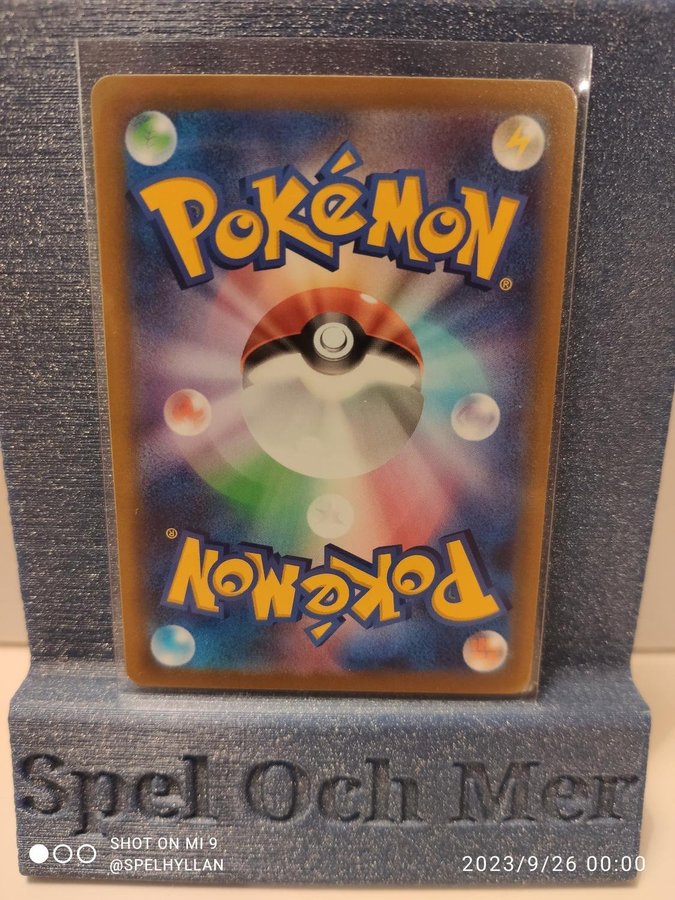 POKÉMON
®
®
POKÉMON
Spel Och Mer
SHOT ON MI 9
@SPELHYLLAN
2023/9/26 00:00